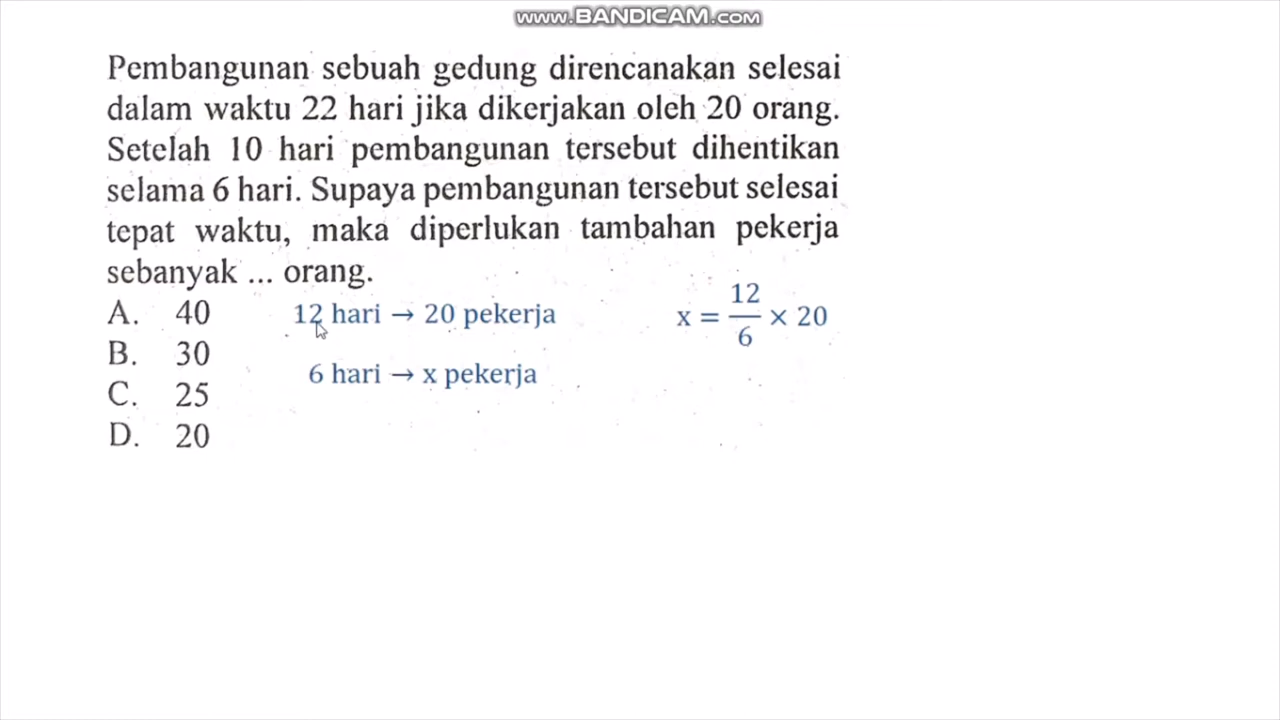 www.BANDICAM.com
Pembangunan sebuah gedung direncanakan selesai
dalam waktu 22 hari jika dikerjakan oleh 20 orang.
Setelah 10 hari pembangunan tersebut dihentikan
selama 6 hari. Supaya pembangunan tersebut selesai
tepat waktu, maka diperlukan tambahan pekerja
sebanyak ... orang.
A. 40
B. 30
C. 25
D. 20
12 hari → 20 pekerja
6 hari → x pekerja
x = 12/6 × 20